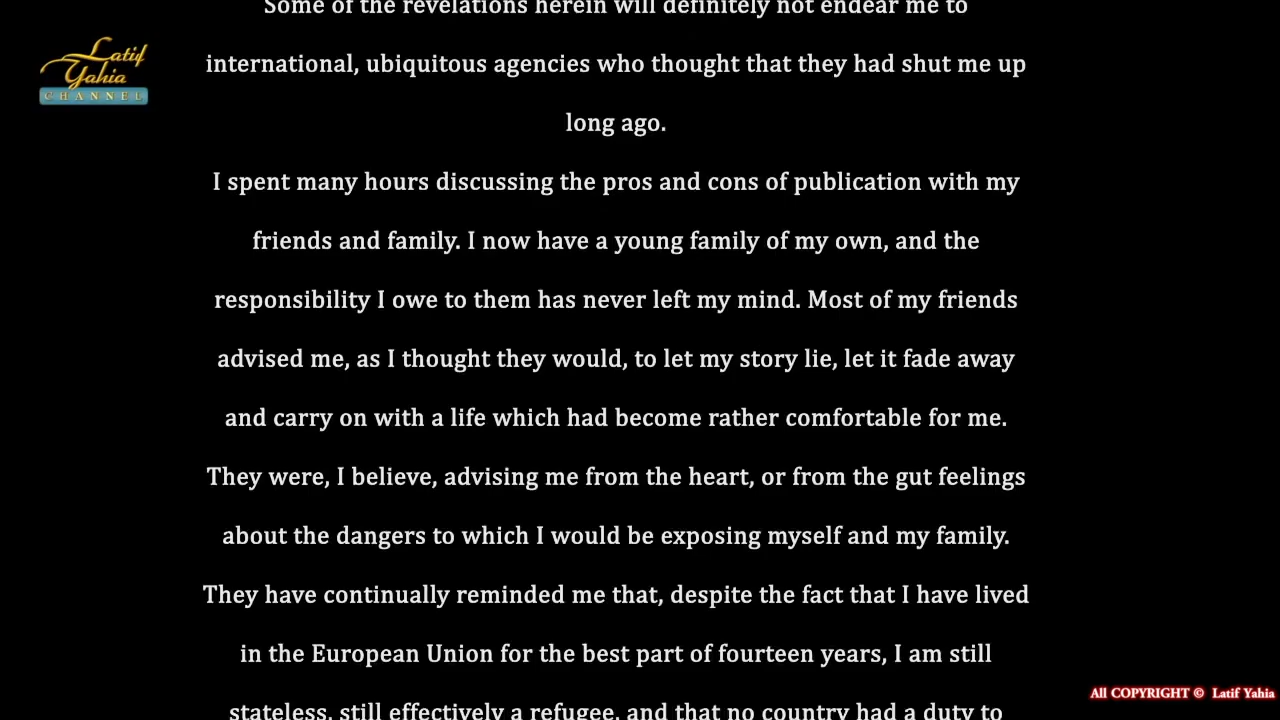 Some of the revelations herein will definitely not endear me to
Latif
Yahia
CHANNEL
international, ubiquitous agencies who thought that they had shut me up
long ago.
I spent many hours discussing the pros and cons of publication with my
friends and family. I now have a young family of my own, and the
responsibility I owe to them has never left my mind. Most of my friends
advised me, as I thought they would, to let my story lie, let it fade away
and carry on with a life which had become rather comfortable for me.
They were, I believe, advising me from the heart, or from the gut feelings
about the dangers to which I would be exposing myself and my family.
They have continually reminded me that, despite the fact that I have lived
in the European Union for the best part of fourteen years, I am still
stateless, still effectively a refugee, and that no country had a duty to
All COPYRIGHT © Latif Yahia